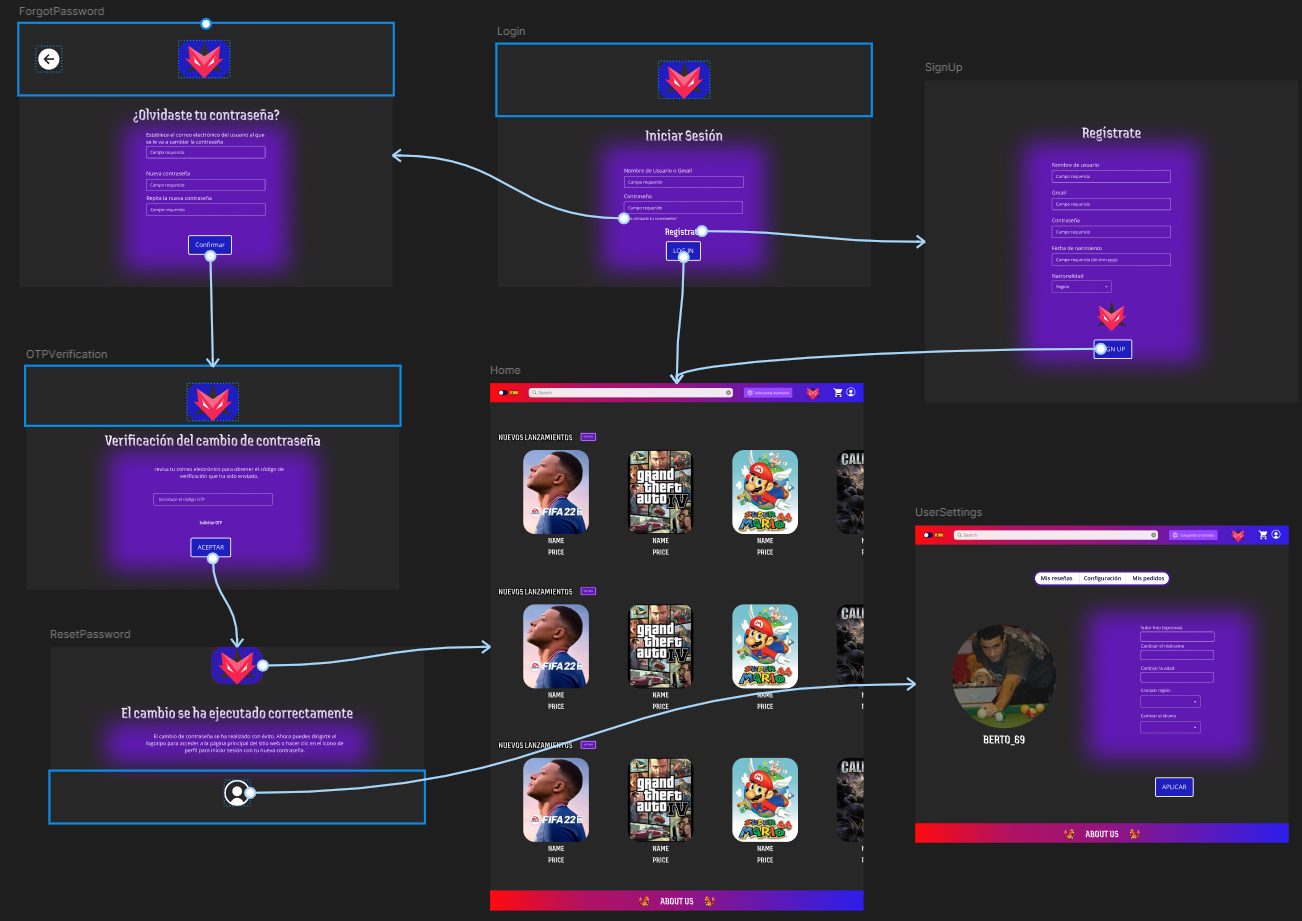 ForgotPassword
¿Olvidaste tu contraseña?
Establece el correo electrónico del usuario al que
se le va a cambiar la contraseña
Campo requerido
Nueva contraseña
Campo requerido
Repita la nueva contraseña
Campo requerido
Confirmar
Login
Iniciar Sesión
Nombre de Usuario o Gmail
Campo requerido
Contraseña
Campo requerido
olvidado tu contraseña?
Registrat
LOG IN
SignUp
Regístrate
Nombre de usuario
Campo requerido
Gmail
Campo requerido
Contraseña
Campo requerido
Fecha de nacimiento
Campo requerido (dd-mm-yyyy)
Nacionalidad
Region
GN UP
OTPVerification
Verificación del cambio de contraseña
revisa tu correo electrónico para obtener el código de
verificación que ha sido enviado.
Introduce el código OTP
Solicitar OTP
ACEPTAR
ResetPassword
El cambio se ha ejecutado correctamente
El cambio de contraseña se ha realizado con éxito. Ahora puedes dirigirte al
logotipo para acceder a la página principal del sitio web o hacer clic en el icono de
perfil para iniciar sesión con tu nueva contraseña.
Home
Search
búsqueda avanzada
NUEVOS LANZAMIENTOS
FIFA 22
grand theft auto IV
SUPER MARIO 64
CALL
NAME
NAME
NAME
PRICE
PRICE
PRICE
NUEVOS LANZAMIENTOS
FIFA 22
grand theft auto IV
SUPER MARIO 64
CALL
NAME
NAME
NAME
PRICE
PRICE
PRICE
NUEVOS LANZAMIENTOS
FIFA 22
grand theft auto IV
SUPER MARIO 64
CALL
NAME
NAME
NAME
PRICE
PRICE
PRICE
ABOUT US
UserSettings
Search
búsqueda avanzada
Mis reseñas
Configuración
Mis pedidos
BERTO_69
Subir foto (opcional)
Cambiar el nickname
Cambiar la edad
Cambiar región
Cambiar el idioma
APLICAR
ABOUT US